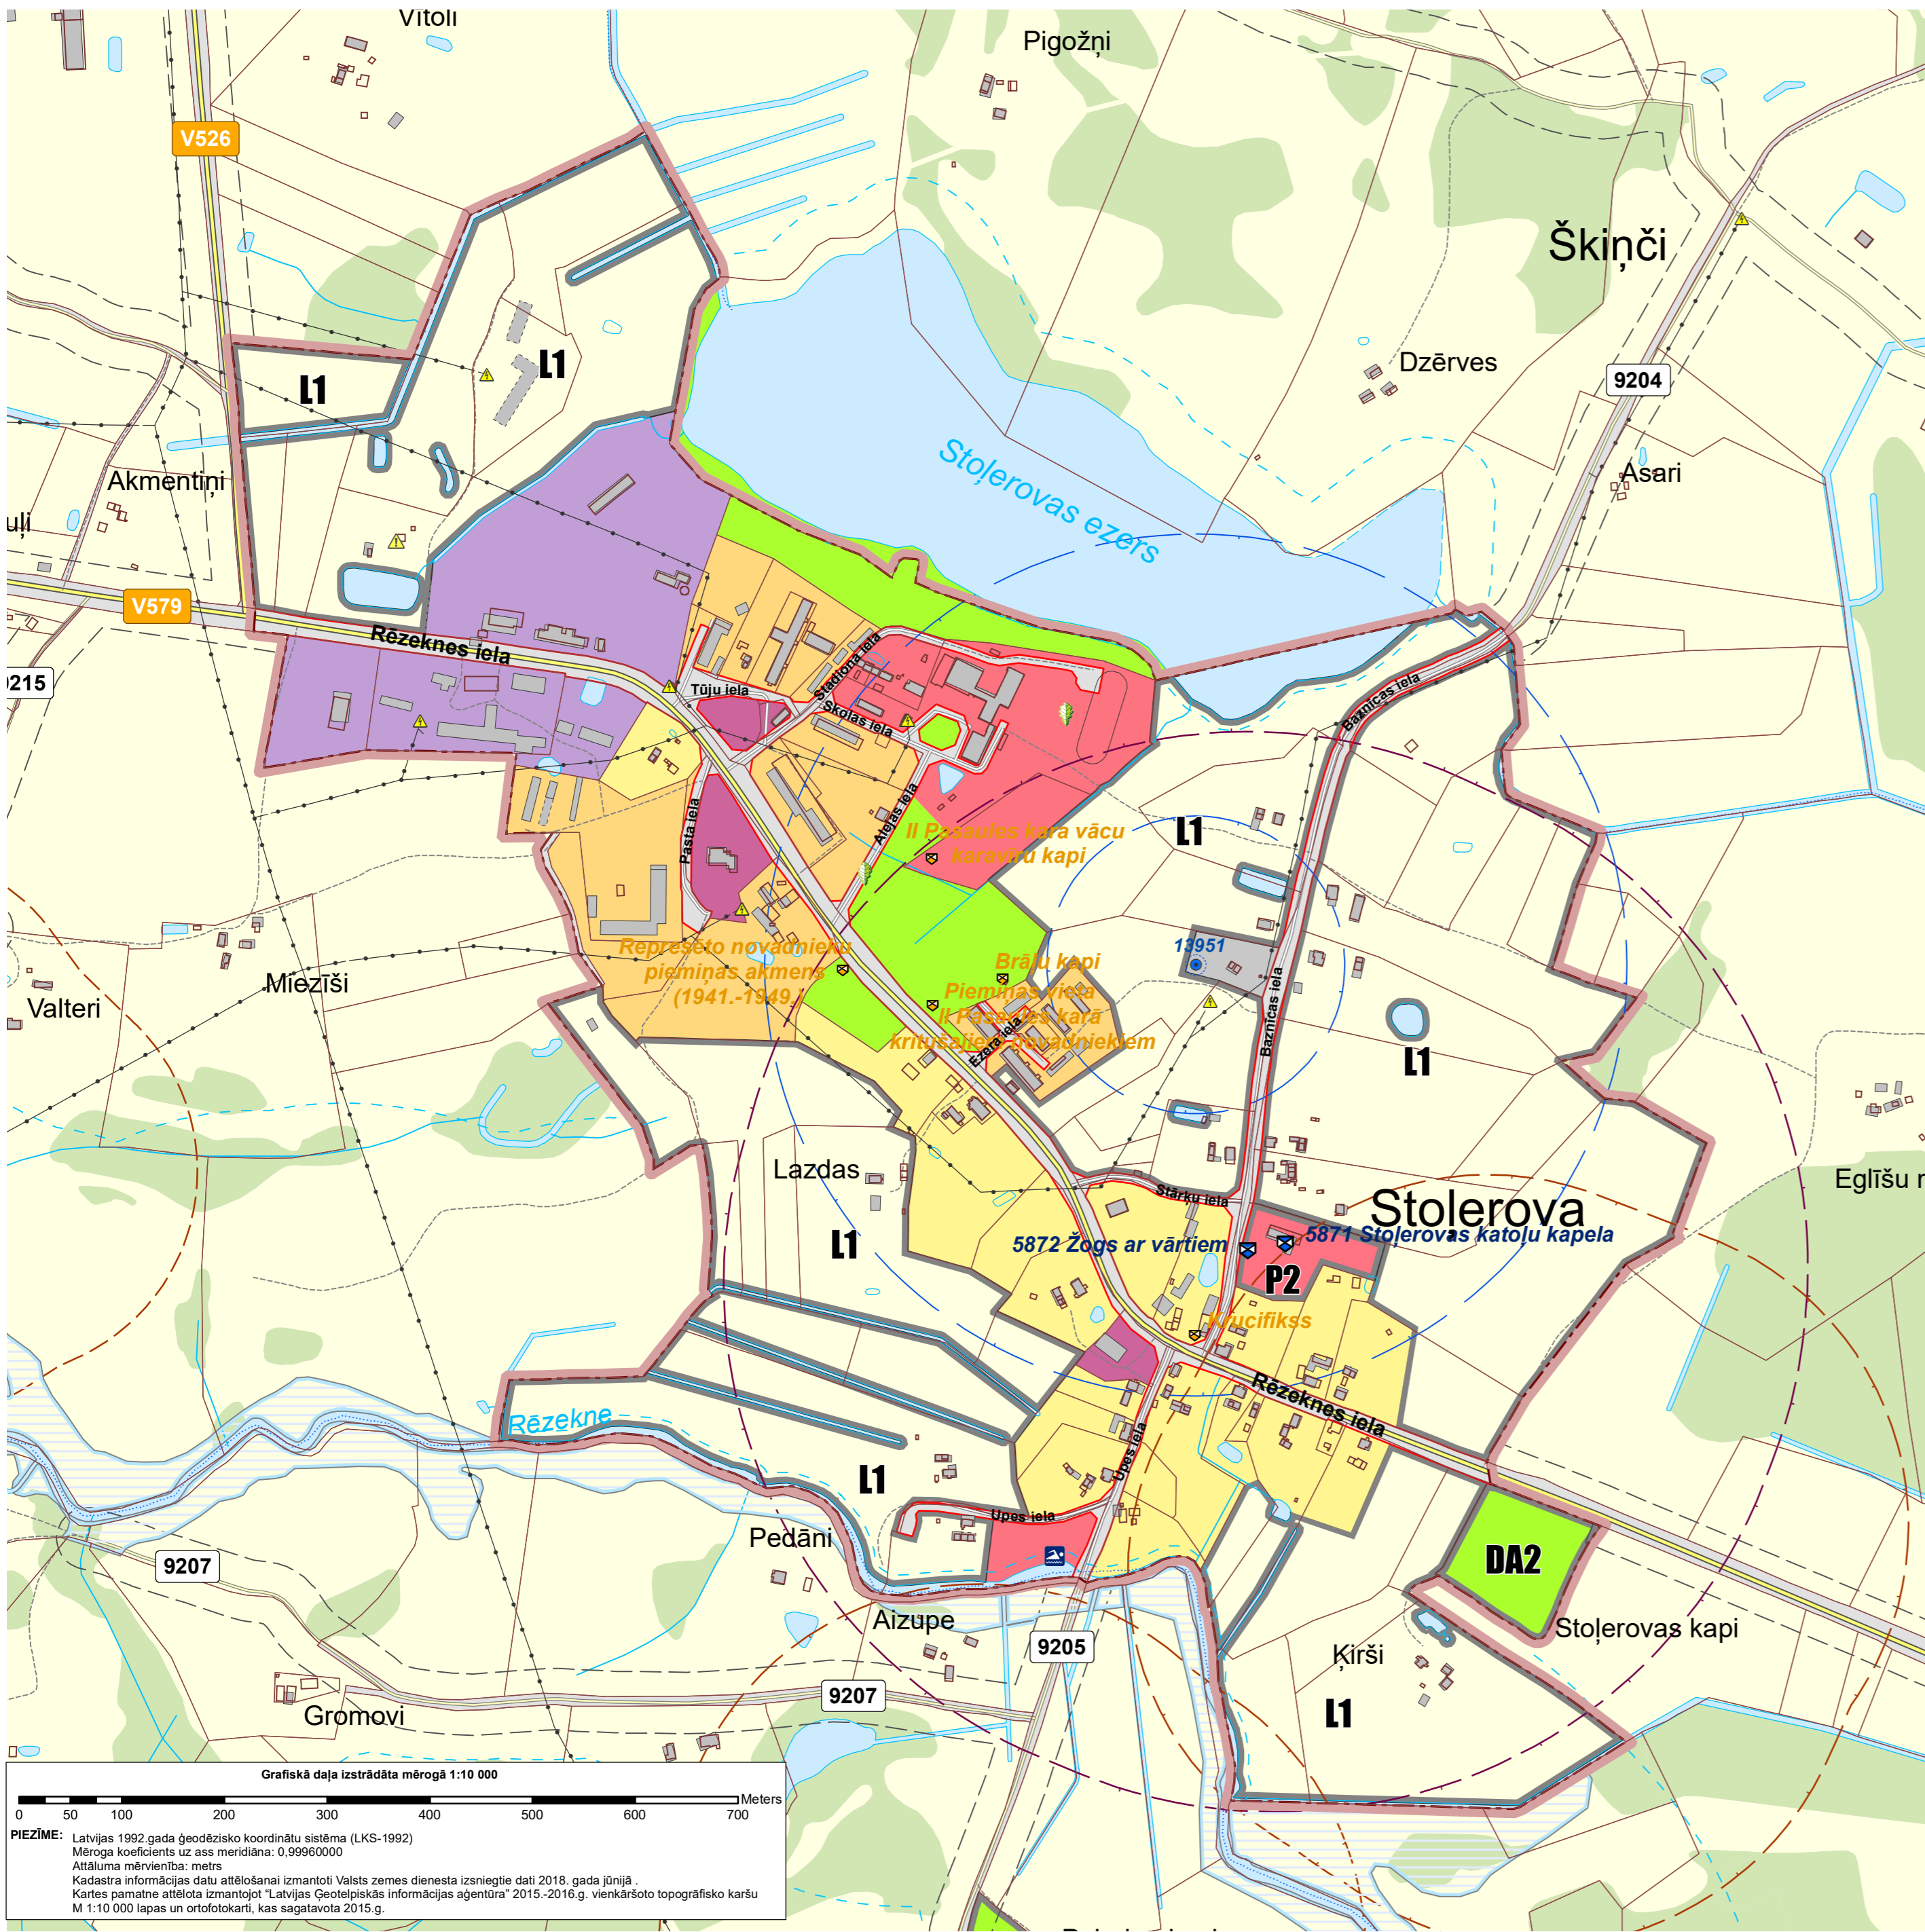 Vītoli
Pigožņi
V526
Škiņči
L1
L1
Dzērves
9204
Stoļerovas ezers
Asari
Akmentiņi
uļi
V579
Rēzeknes iela
9215
Tūju iela
Stadiona iela
Skolas iela
Baznīcas iela
Pasta iela
Alejas iela
II Pasaules kara vācu
karavīru kapi
L1
Represēto novadnieku
piemiņas akmens
(1941.-1949.)
13951
Brāļu kapi
Piemiņas vieta
II Pasaules karā
kritušajiem novadniekiem
Ezera iela
Baznīcas iela
Miezīši
Valteri
L1
Lazdas
Stārķu iela
Stoļerova
Eglīšu
L1
5872 Žogs ar vārtiem
5871 Stoļerovas katoļu kapela
P2
Krucifikss
Rēzeknes iela
Rēzekne
Upes iela
L1
Upes iela
Pedāni
9207
DA2
Aizupe
9205
Stoļerovas kapi
Ķirši
9207
L1
Gromovi
Grafiskā daļa izstrādāta mērogā 1:10 000
Meters
0 50 100 200 300 400 500 600 700
PIEZĪME: Latvijas 1992.gada ģeodēzisko koordinātu sistēma (LKS-1992)
Mēroga koeficients uz ass meridiāna: 0,99960000
Attāluma mērvienība: metrs
Kadastra informācijas datu attēlošanai izmantoti Valsts zemes dienesta izsniegtie dati 2018. gada jūnijā .
Kartes pamatne attēlota izmantojot "Latvijas Ģeotelpiskās informācijas aģentūra" 2015.-2016.g. vienkāršoto topogrāfisko karšu
M 1:10 000 lapas un ortofotokarti, kas sagatavota 2015.g.